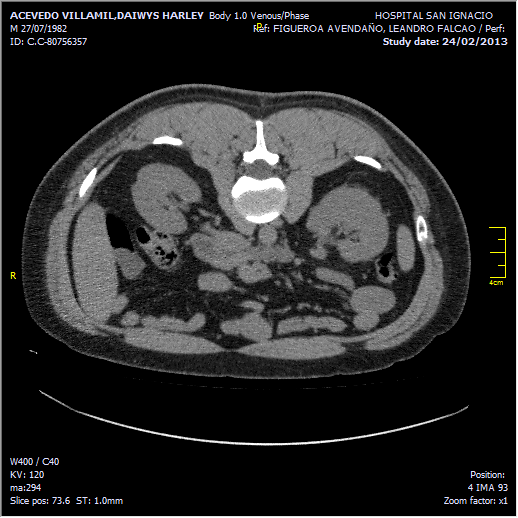 ACEVEDO VILLAMIL,DAIWYS HARLEY Body 1.0 Venous/Phase
HOSPITAL SAN IGNACIO
M 27/07/1982
Ref: FIGUEROA AVENDAÑO, LEANDRO FALCAO / Perf:
ID: C.C-80756357
Study date: 24/02/2013
R
4cm
W400 / C40
KV: 120
Position:
ma:294
4 IMA 93
Slice pos: 73.6 ST: 1.0mm
Zoom factor: x1